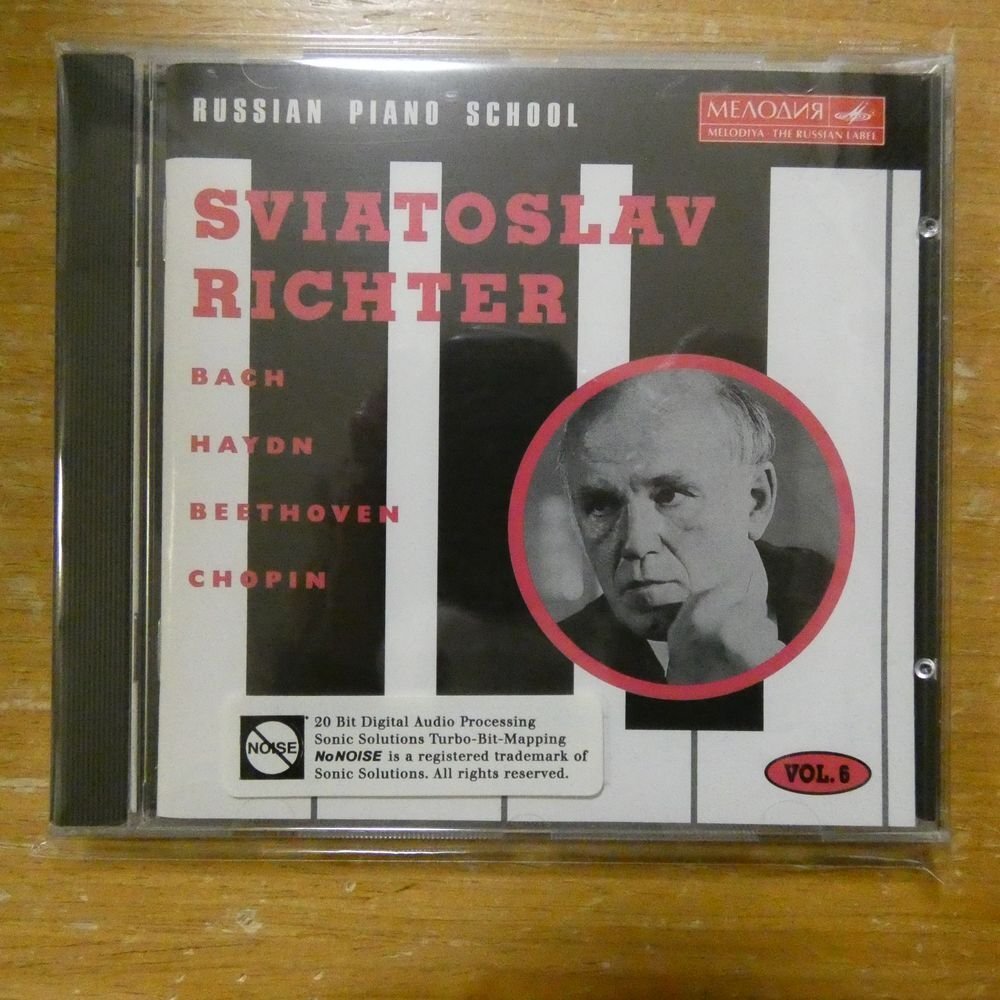 RUSSIAN PIANO SCHOOL
МЕЛОДИЯ
MELODIYA · THE RUSSIAN LABEL
SVIATOSLAV
RICHTER
BACH
HAYDN
BEETHOVEN
CHOPIN
NOISE
20 Bit Digital Audio Processing
Sonic Solutions Turbo-Bit-Mapping
NoNOISE is a registered trademark of
Sonic Solutions. All rights reserved.
VOL. 6